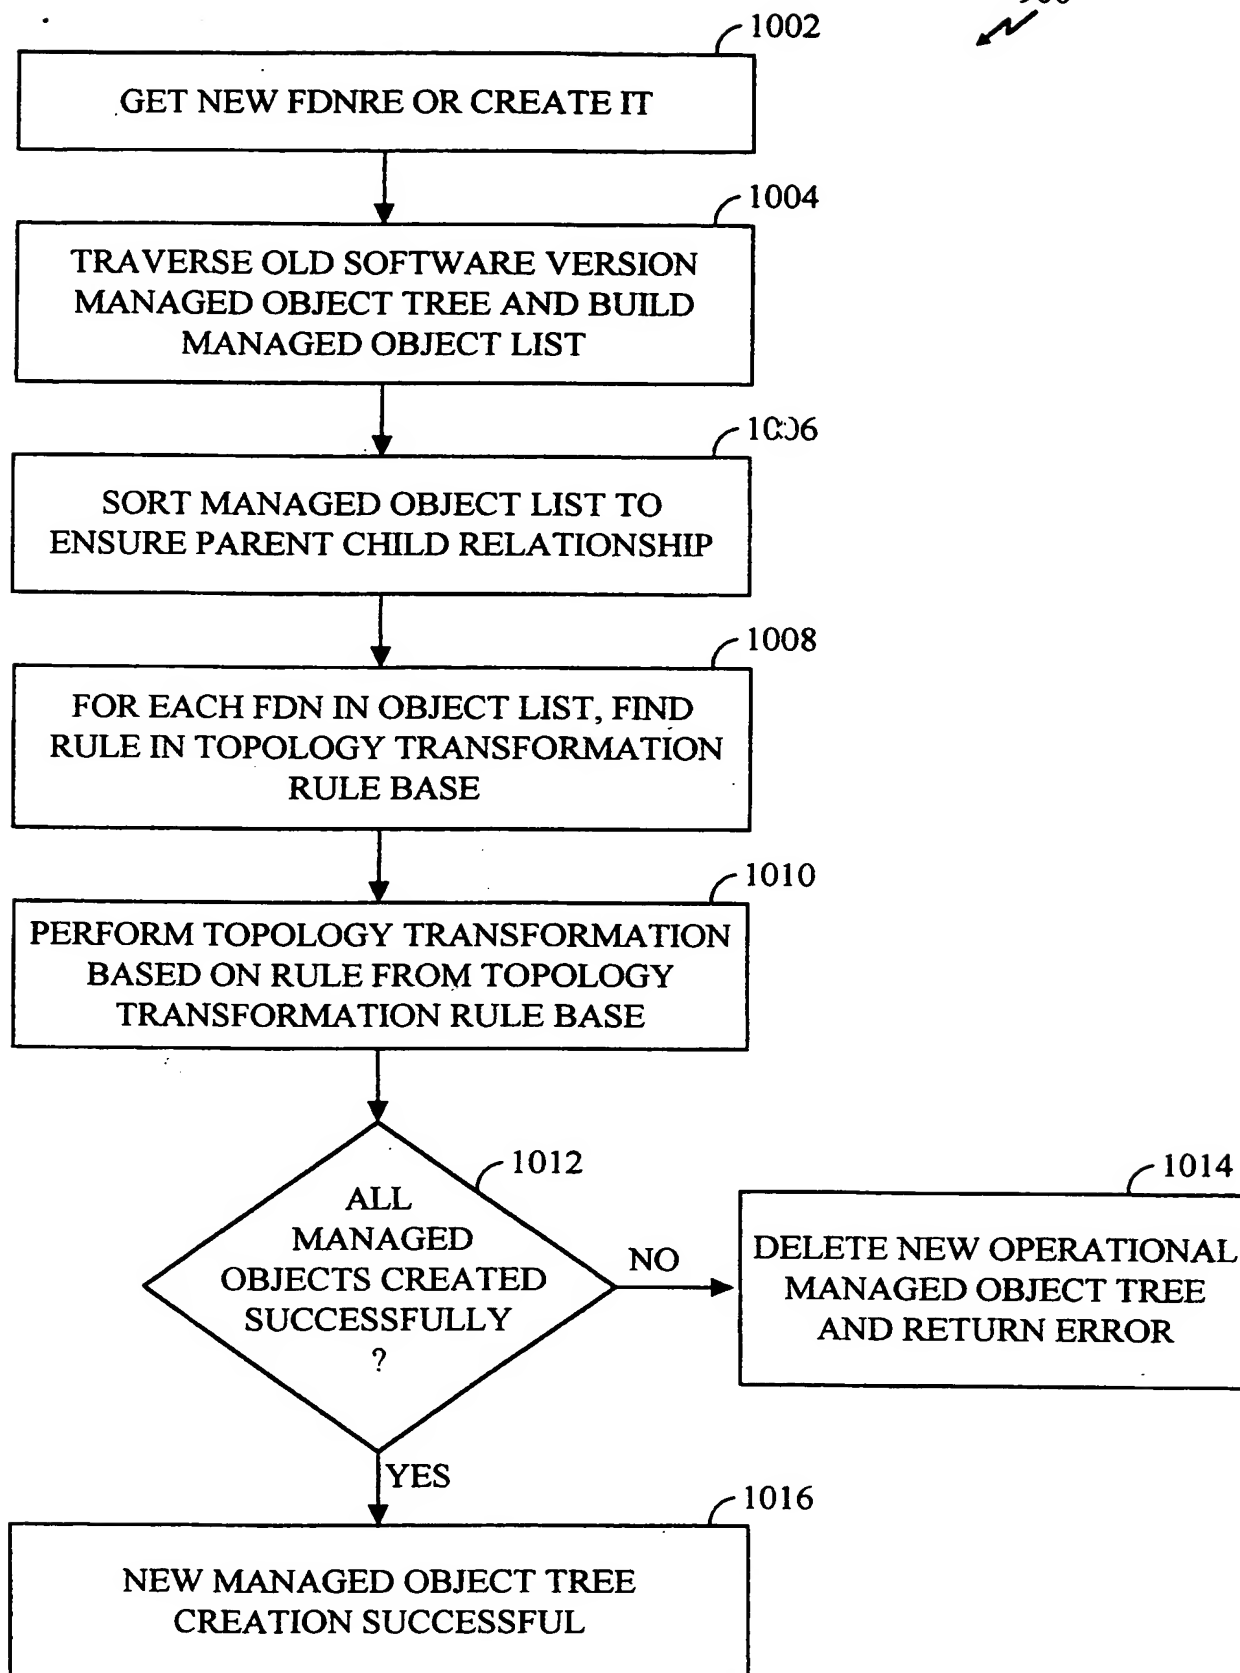 1002
GET NEW FDNRE OR CREATE IT
1004
TRAVERSE OLD SOFTWARE VERSION
MANAGED OBJECT TREE AND BUILD
MANAGED OBJECT LIST
1006
SORT MANAGED OBJECT LIST TO
ENSURE PARENT CHILD RELATIONSHIP
1008
FOR EACH FDN IN OBJECT LIST, FIND
RULE IN TOPOLOGY TRANSFORMATION
RULE BASE
1010
PERFORM TOPOLOGY TRANSFORMATION
BASED ON RULE FROM TOPOLOGY
TRANSFORMATION RULE BASE
1012
ALL
MANAGED
OBJECTS CREATED
SUCCESSFULLY
?
NO
1014
DELETE NEW OPERATIONAL
MANAGED OBJECT TREE
AND RETURN ERROR
YES
1016
NEW MANAGED OBJECT TREE
CREATION SUCCESSFUL